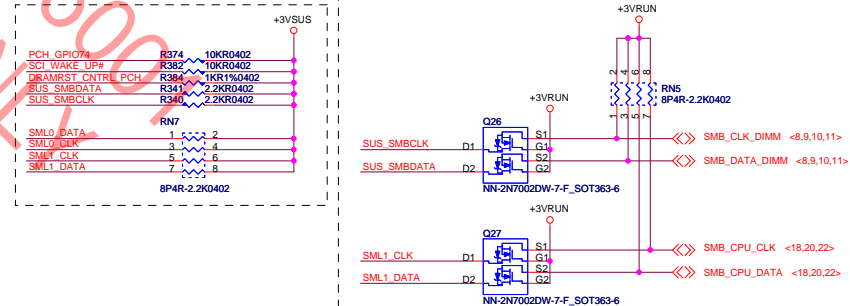 +3VSUS
PCH_GPIO74 R374 10KR0402
SCI_WAKE_UP# R382 10KR0402
DRAMRST_CNTRL_PCH R384 1KR1%0402
SUS_SMBDATA R341 2.2KR0402
SUS_SMBCLK R340 2.2KR0402
RN7
SML0_DATA 1 2
SML0_CLK 3 4
SML1_CLK 5 6
SML1_DATA 7 8
8P4R-2.2K0402
+3VRUN
2 4 6 8
RN5
8P4R-2.2K0402
1 3 5 7
+3VRUN
Q26
SUS_SMBCLK D1 S1
G1
SUS_SMBDATA D2 S2
G2
NN-2N7002DW-7-F_SOT363-6
SMB_CLK_DIMM <8,9,10,11>
SMB_DATA_DIMM <8,9,10,11>
+3VRUN
Q27
SML1_CLK D1 S1
G1
SML1_DATA D2 S2
G2
NN-2N7002DW-7-F_SOT363-6
SMB_CPU_CLK <18,20,22>
SMB_CPU_DATA <18,20,22>